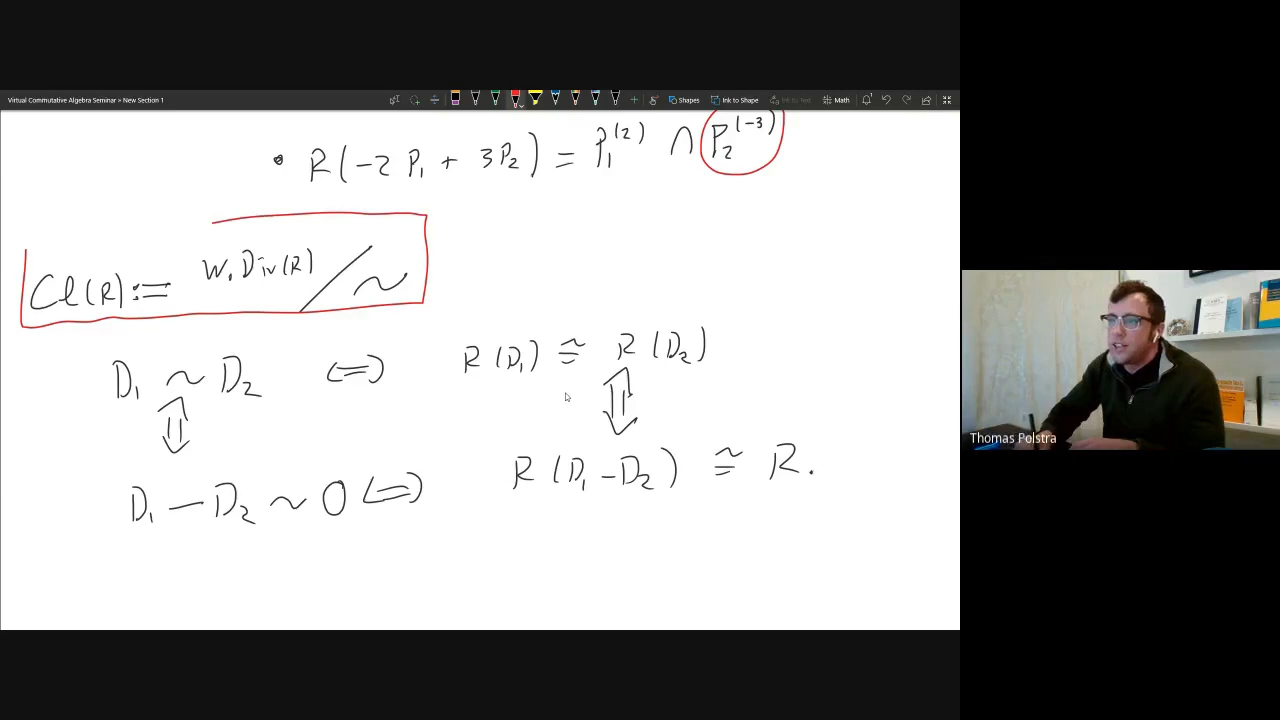 Virtual Commutative Algebra Seminar > New Section 1
Shapes Ink to Shape Math
• R(-2P₁ + 3P₂) = P₁⁽²⁾ ∩ P₂⁽⁻³⁾
Cl(R) := W.Div(R) / ~
D₁ ~ D₂ ⟺ R(D₁) ≅ R(D₂)
⇕ ⇕
D₁ - D₂ ~ 0 ⟺ R(D₁ - D₂) ≅ R.
Thomas Polstra